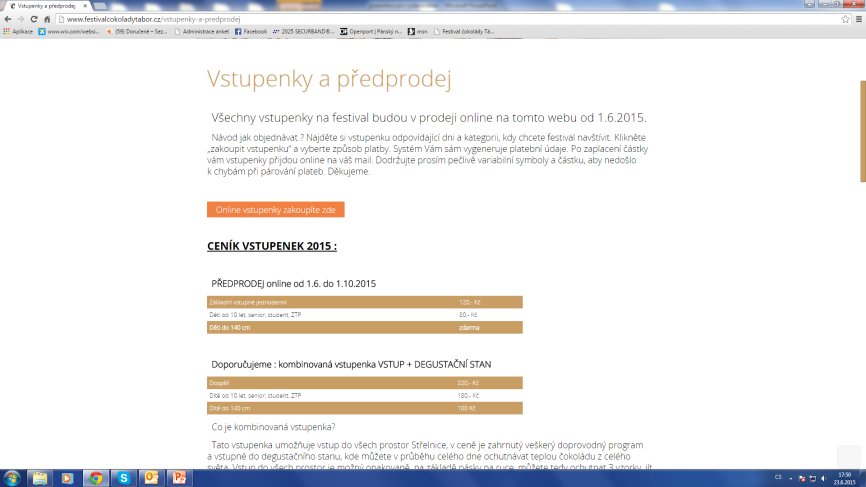 Vstupenky a předprodej
www.festivalcokoladytabor.cz/vstupenky-a-predprodej
Aplikace www.wix.com/websi... (59) Doručené – Sez... Administrace anket Facebook 2025 SECURBAND®... Openport | Pánský n... msn Festival čokolády Tá...
Vstupenky a předprodej
Všechny vstupenky na festival budou v prodeji online na tomto webu od 1.6.2015.
Návod jak objednávat ? Najděte si vstupenku odpovídající dni a kategorii, kdy chcete festival navštívit. Klikněte
„zakoupit vstupenku“ a vyberte způsob platby. Systém Vám sám vygeneruje platební údaje. Po zaplacení částky
vám vstupenky přijdou online na váš mail. Dodržujte prosím pečlivě variabilní symboly a částku, aby nedošlo
k chybám při párování plateb. Děkujeme.
Online vstupenky zakoupíte zde
CENÍK VSTUPENEK 2015 :
PŘEDPRODEJ online od 1.6. do 1.10.2015
Základní vstupné jednodenní 120,- Kč
Děti od 10 let, senior, student, ZTP 80,- Kč
Děti do 140 cm zdarma
Doporučujeme : kombinovaná vstupenka VSTUP + DEGUSTAČNÍ STAN
Dospělí 220,- Kč
Dítě od 10 let, senior, student, ZTP 180,- Kč
Dítě do 140 cm 100 Kč
Co je kombinovaná vstupenka?
Tato vstupenka umožňuje vstup do všech prostor Střelnice, v ceně je zahrnutý veškerý doprovodný program
a vstupné do degustačního stanu, kde můžete v průběhu celého dne ochutnávat teplou čokoládu z celého
světa. Vstup do všech prostor je možný opakovaně, na základě pásky na ruce, můžete tedy ochutnat 3 vzorky, jít
CS 17:50
23.6.2015